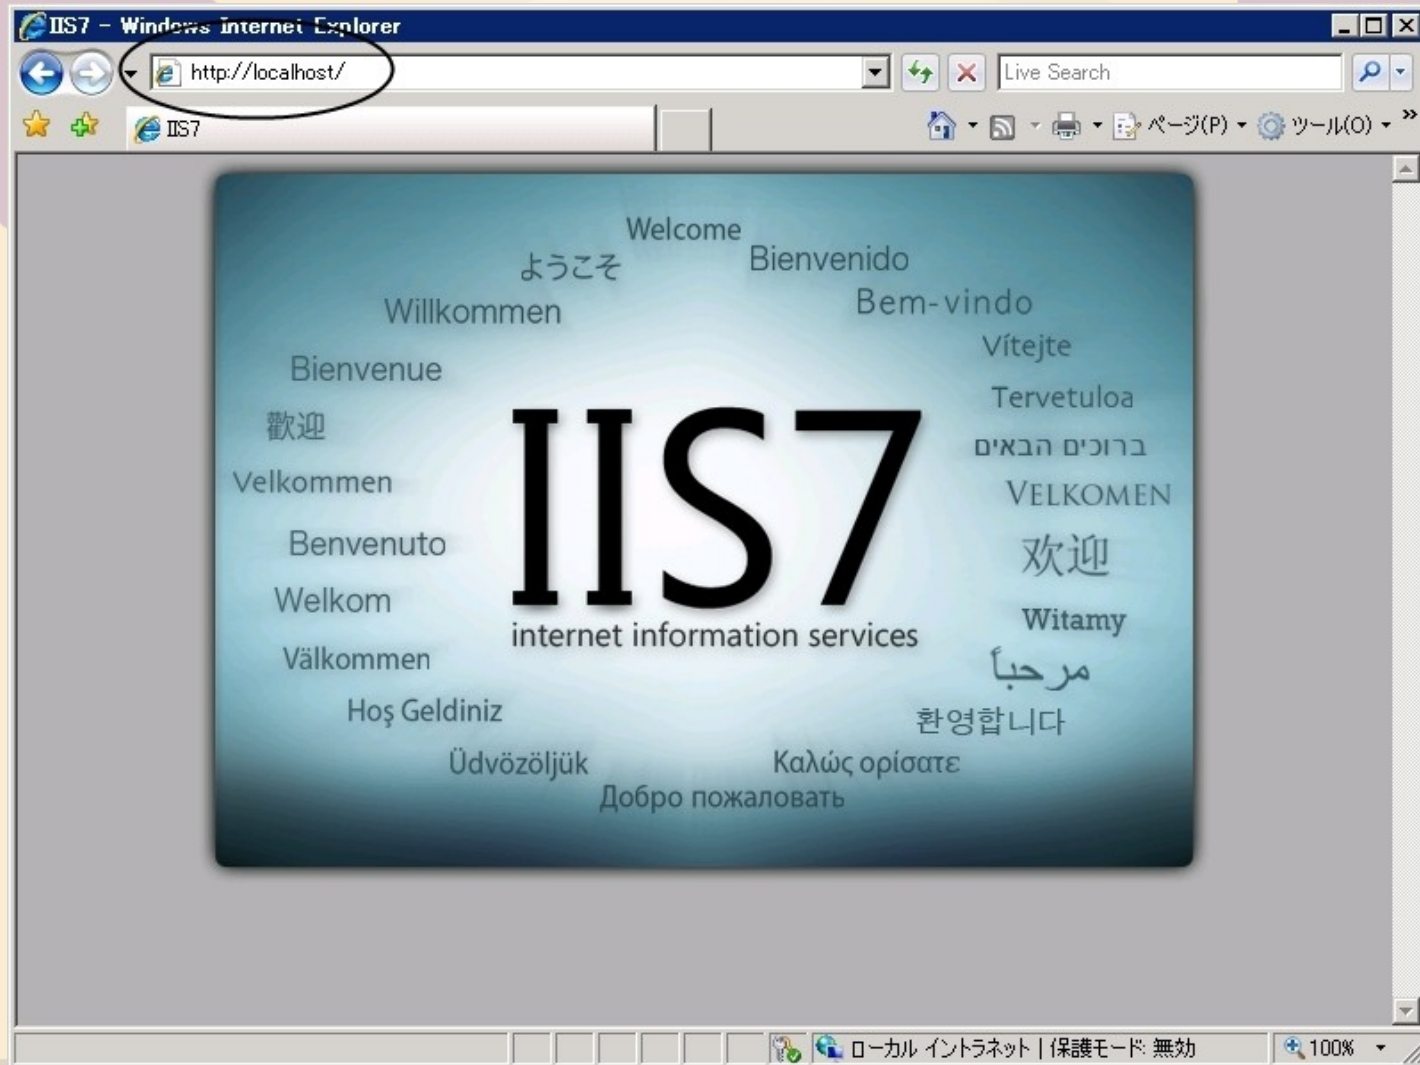 IIS7 - Windows Internet Explorer
http://localhost/
Live Search
IIS7
ページ(P)
ツール(O)
Welcome
ようこそ
Bienvenido
Willkommen
Bem-vindo
Vítejte
Bienvenue
Tervetuloa
歡迎
ברוכים הבאים
Velkommen
VELKOMEN
Benvenuto
欢迎
Welkom
Witamy
IIS7
internet information services
Välkommen
مرحباً
Hoş Geldiniz
환영합니다
Üdvözöljük
Καλώς ορίσατε
Добро пожаловать
ローカル イントラネット | 保護モード: 無効
100%